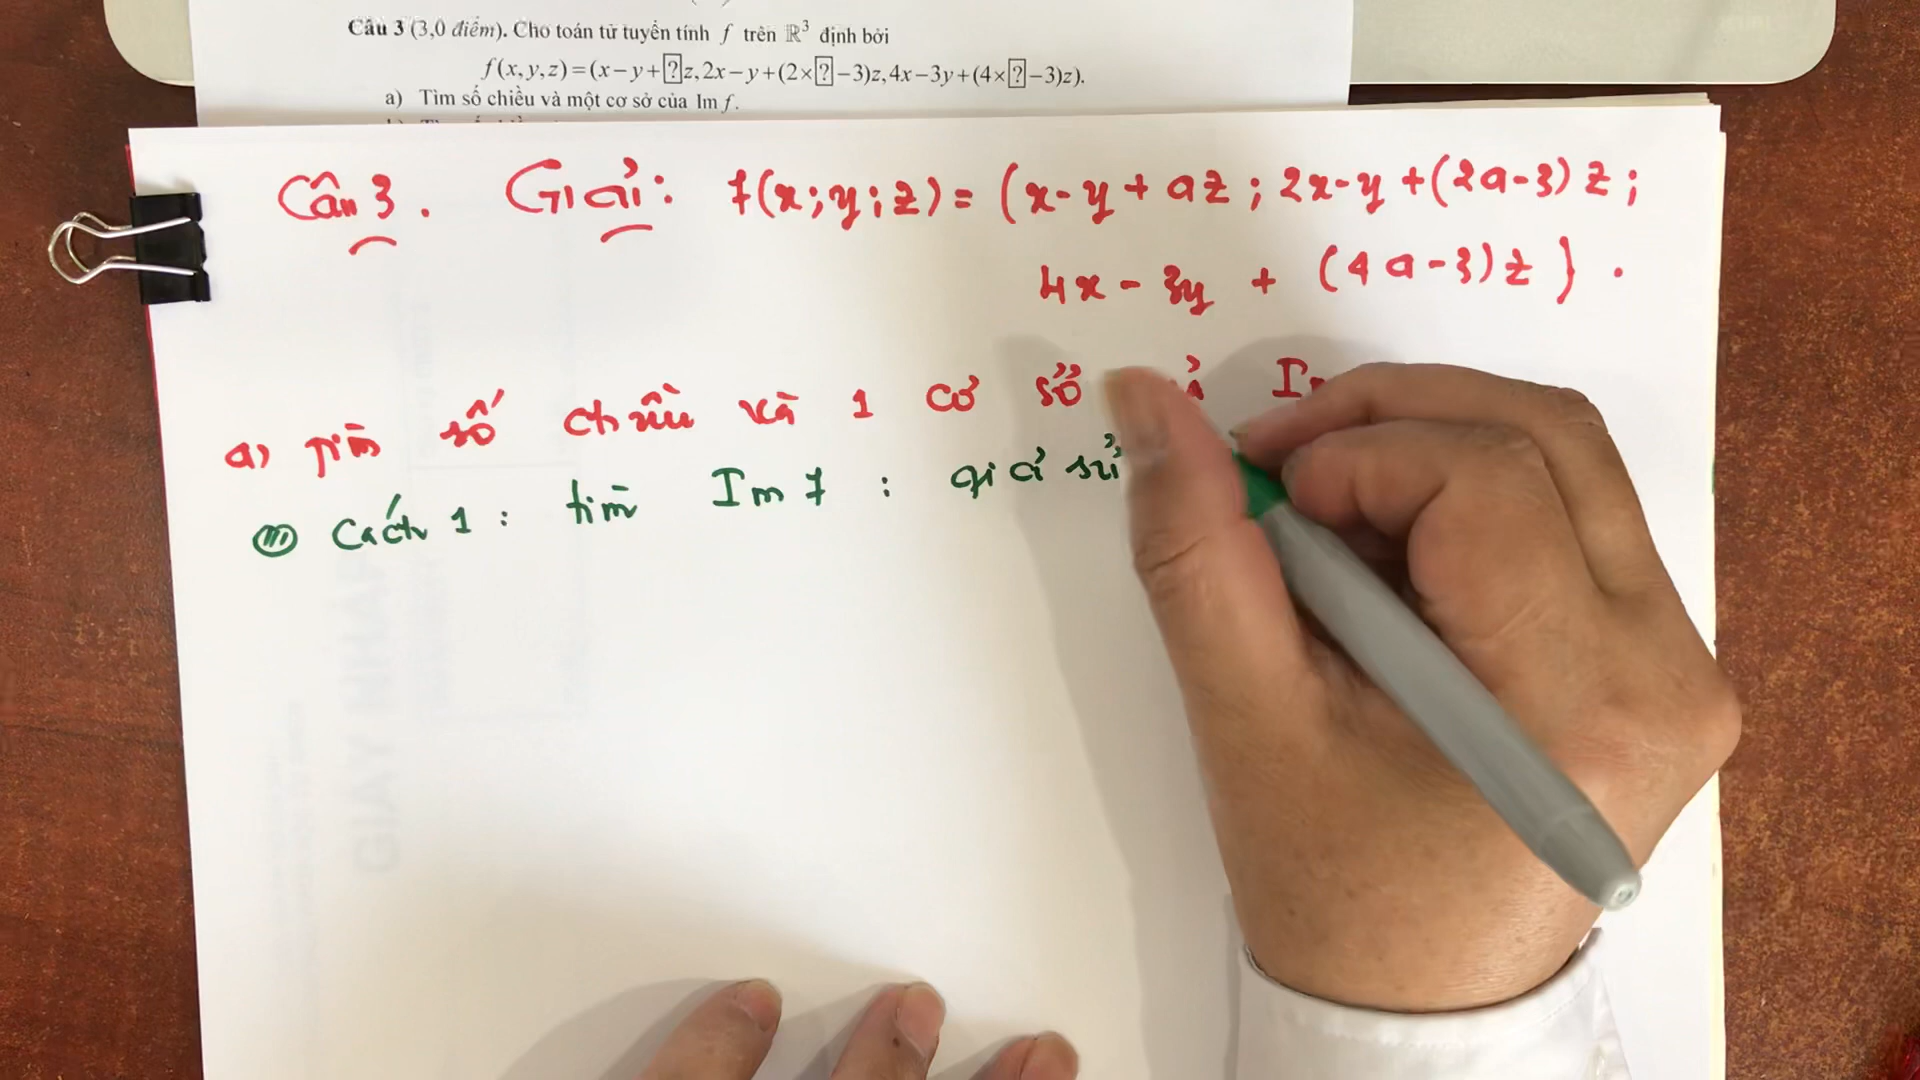 Câu 3 (3,0 điểm). Cho toán tử tuyến tính f trên ℝ³ định bởi
f(x,y,z)=(x−y+?z,2x−y+(2×?−3)z,4x−3y+(4×?−3)z).
a) Tìm số chiều và một cơ sở của Im f.
Câu 3. Giải: f(x;y;z)= (x-y+az; 2x-y+(2a-3)z;
4x-3y+(4a-3)z).
a) Tìm số chiều và 1 cơ sở
Cách 1: tìm Im f: giả sử
GIAY NHAP